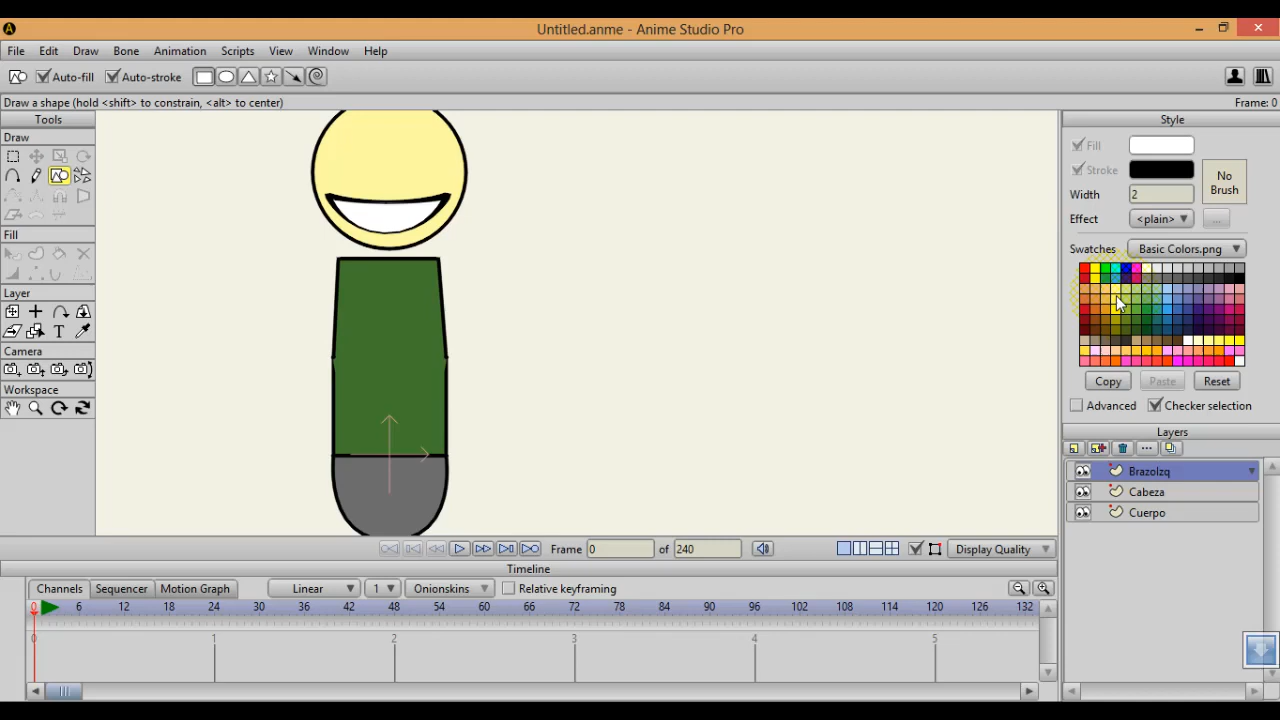 Untitled.anme - Anime Studio Pro
File Edit Draw Bone Animation Scripts View Window Help
Auto-fill Auto-stroke
Draw a shape (hold <shift> to constrain, <alt> to center) Frame: 0
Tools
Draw
Fill
Layer
Camera
Workspace
Style
Fill
Stroke
No Brush
Width 2
Effect <plain> ...
Swatches Basic Colors.png
Copy Paste Reset
Advanced Checker selection
Layers
BrazoIzq
Cabeza
Cuerpo
Frame 0 of 240 Display Quality
Timeline
Channels Sequencer Motion Graph Linear 1 Onionskins Relative keyframing
0 6 12 18 24 30 36 42 48 54 60 66 72 78 84 90 96 102 108 114 120 126 132
0 1 2 3 4 5